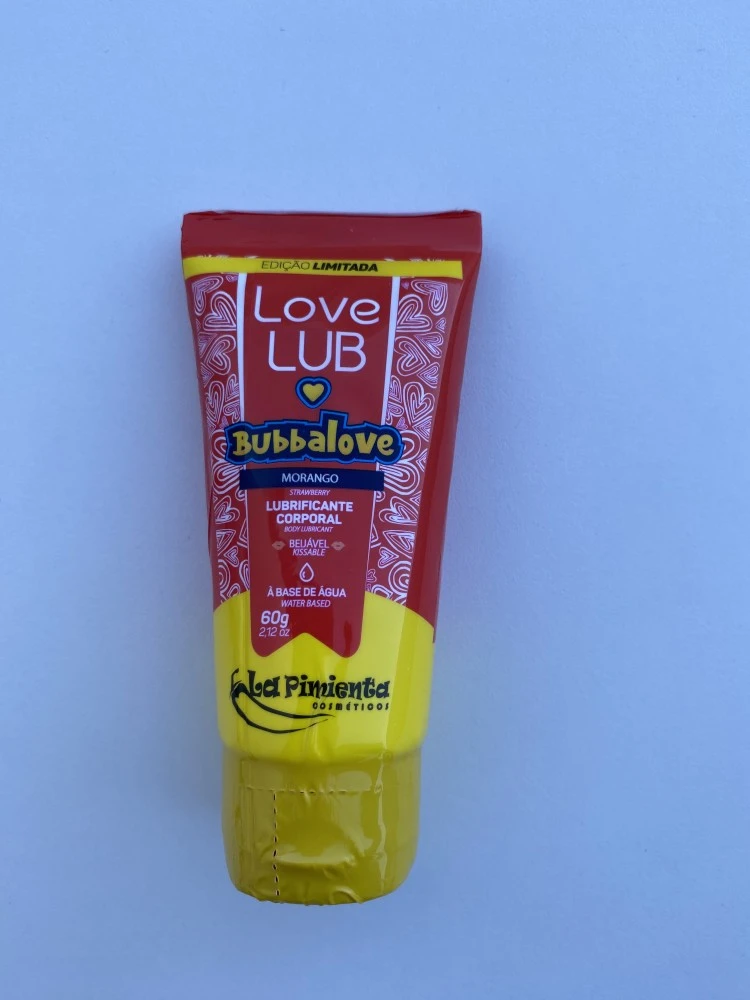 EDIÇÃO LIMITADA
Love
LUB
Bubbalove
MORANGO
STRAWBERRY
LUBRIFICANTE
CORPORAL
BODY LUBRICANT
BEIJÁVEL
KISSABLE
À BASE DE ÁGUA
WATER BASED
60g
2,12 oz
La Pimienta
COSMÉTICOS